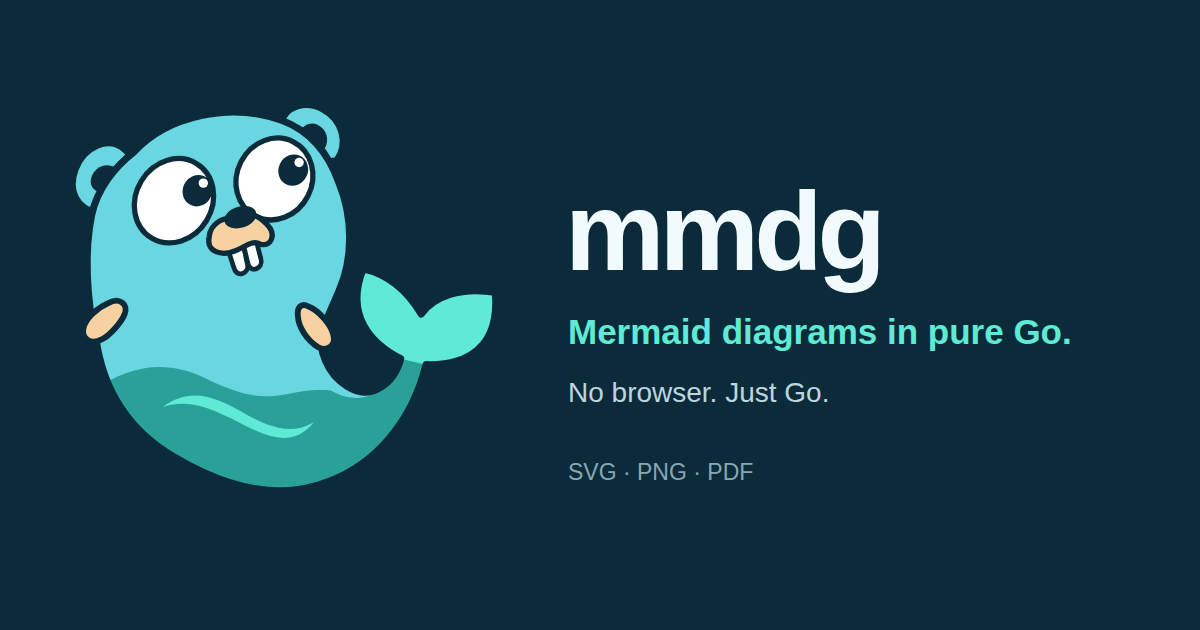 mmdg
Mermaid diagrams in pure Go.
No browser. Just Go.
SVG · PNG · PDF